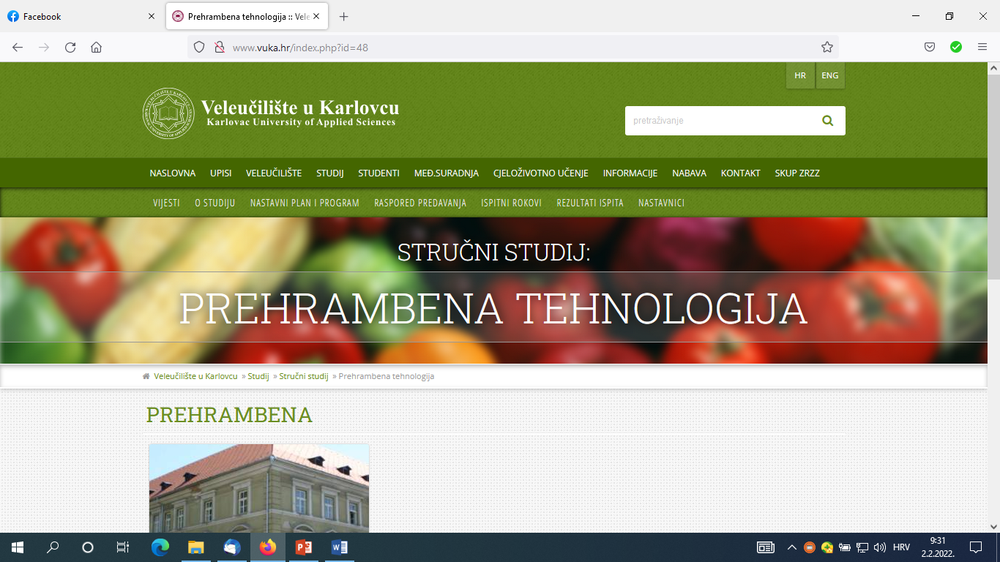 Facebook
Prehrambena tehnologija :: Vele
www.vuka.hr/index.php?id=48
HR ENG
Veleučilište u Karlovcu
Karlovac University of Applied Sciences
pretraživanje
NASLOVNA UPISI VELEUČILIŠTE STUDIJ STUDENTI MEĐ.SURADNJA CJELOŽIVOTNO UČENJE INFORMACIJE NABAVA KONTAKT SKUP ZRZZ
VIJESTI O STUDIJU NASTAVNI PLAN I PROGRAM RASPORED PREDAVANJA ISPITNI ROKOVI REZULTATI ISPITA NASTAVNICI
STRUČNI STUDIJ:
PREHRAMBENA TEHNOLOGIJA
Veleučilište u Karlovcu » Studij » Stručni studij » Prehrambena tehnologija
PREHRAMBENA
HRV
9:31
2.2.2022.